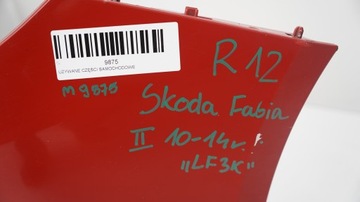 9875
UŻYWANE CZĘŚCI SAMOCHODOWE
R 12
M 9875
Skoda Fabia
II 10-14r.
"LF3K"